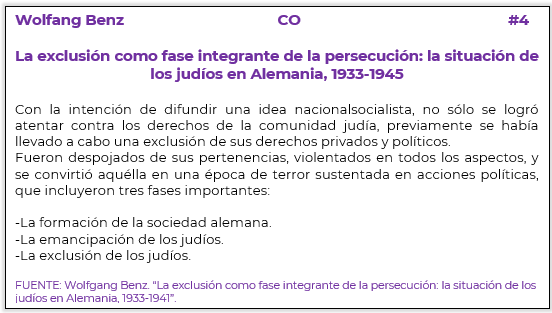 Wolfang Benz CO #4
La exclusión como fase integrante de la persecución: la situación de
los judíos en Alemania, 1933-1945
Con la intención de difundir una idea nacionalsocialista, no sólo se logró
atentar contra los derechos de la comunidad judía, previamente se había
llevado a cabo una exclusión de sus derechos privados y políticos.
Fueron despojados de sus pertenencias, violentados en todos los aspectos, y
se convirtió aquélla en una época de terror sustentada en acciones políticas,
que incluyeron tres fases importantes:
-La formación de la sociedad alemana.
-La emancipación de los judíos.
-La exclusión de los judíos.
FUENTE: Wolfgang Benz. “La exclusión como fase integrante de la persecución: la situación de los
judíos en Alemania, 1933-1941”.